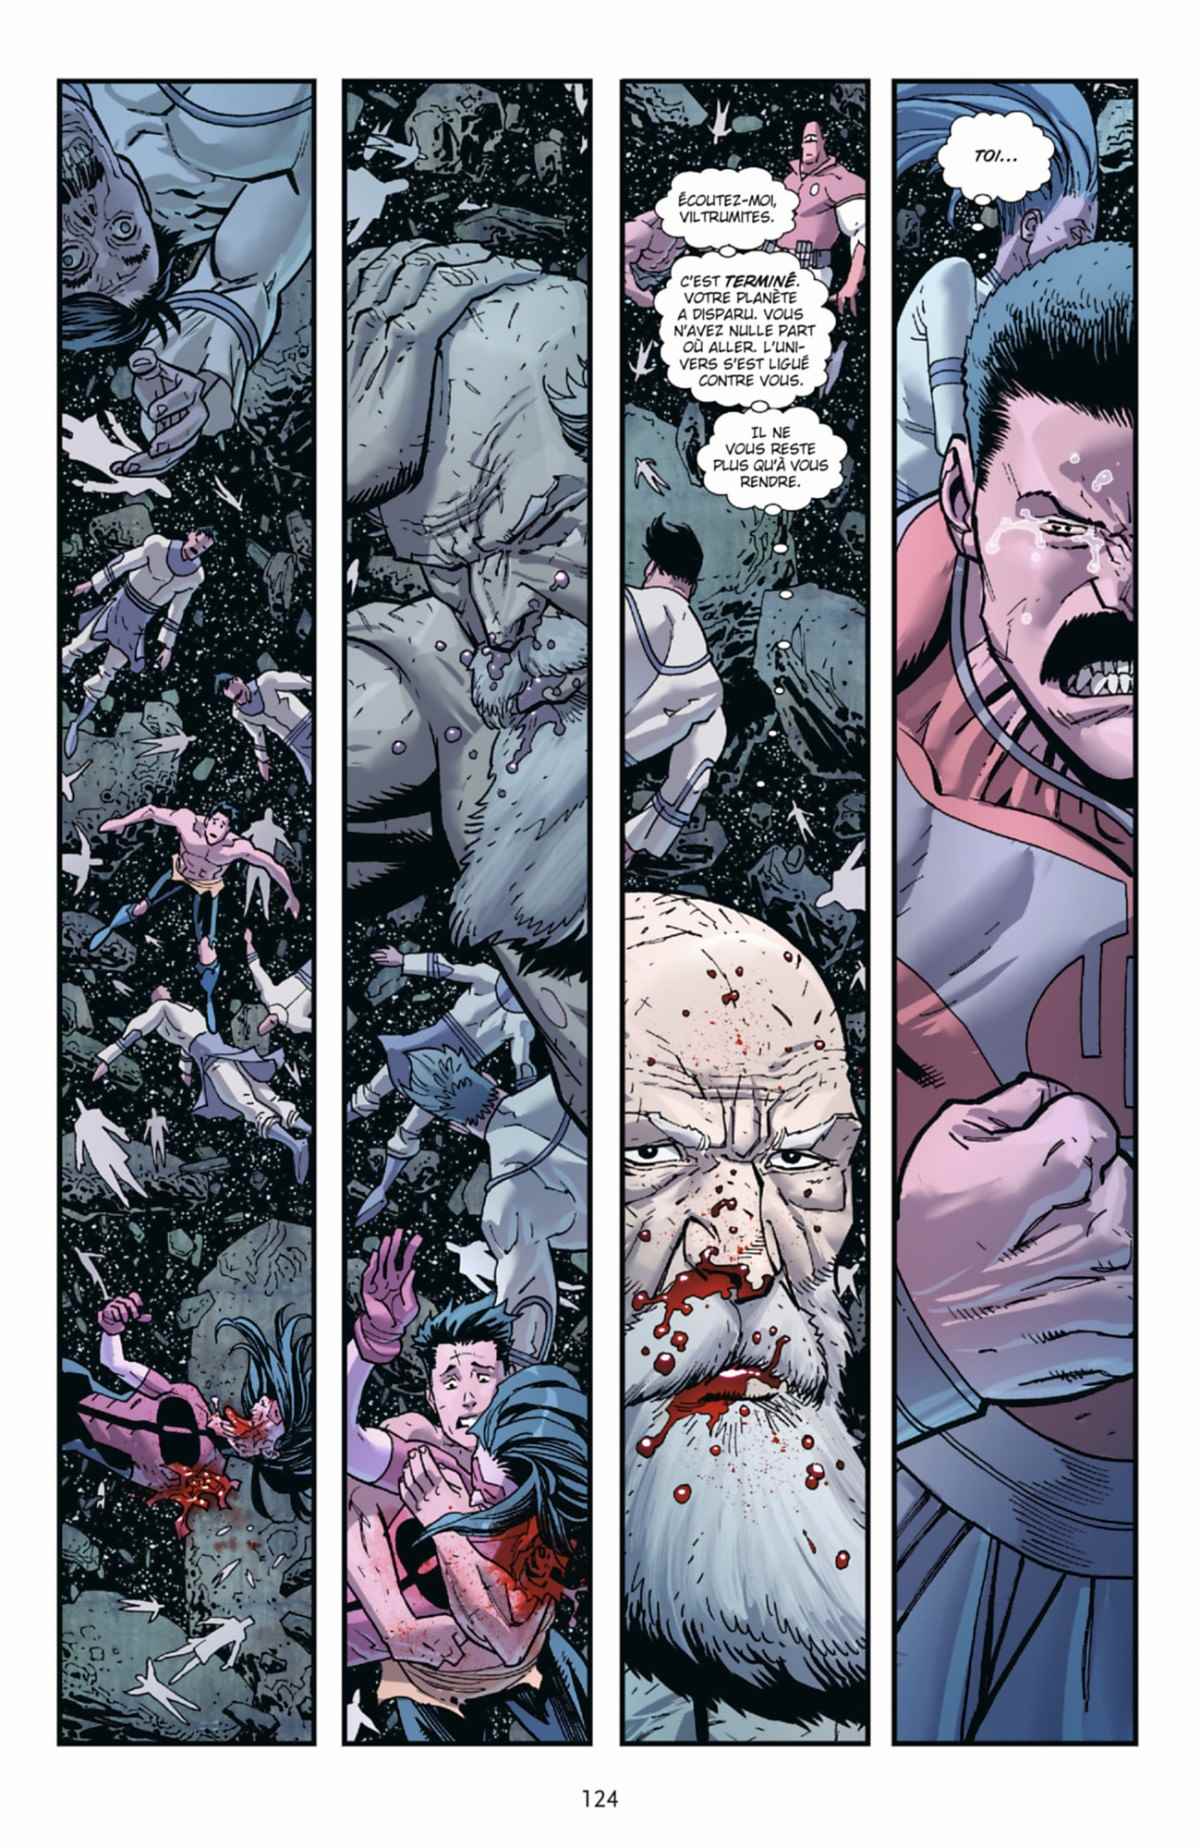 ÉCOUTEZ-MOI,
VILTRUMITES.
C'EST TERMINÉ.
VOTRE PLANÈTE
A DISPARU. VOUS
N'AVEZ NULLE PART
OÙ ALLER. L'UNI-
VERS S'EST LIGUÉ
CONTRE VOUS.
IL NE
VOUS RESTE
PLUS QU'À VOUS
RENDRE.
TOI...
124